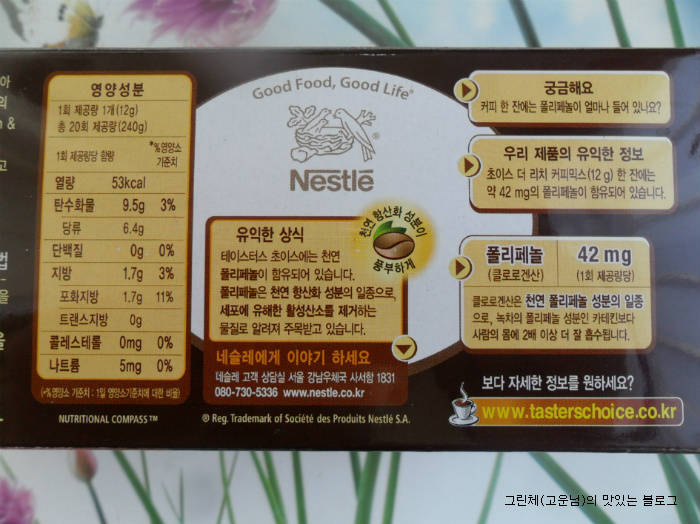 아
의
n &
고
법
을
을
영양성분
1회 제공량 1개 (12g)
총 20회 제공량 (240g)
1회 제공량당 함량 *%영양소 기준치
열량 53kcal
탄수화물 9.5g 3%
당류 6.4g
단백질 0g 0%
지방 1.7g 3%
포화지방 1.7g 11%
트랜스지방 0g
콜레스테롤 0mg 0%
나트륨 5mg 0%
(*%영양소 기준치 : 1일 영양소기준치에 대한 비율)
NUTRITIONAL COMPASS™
Good Food, Good Life®
Nestlé
®
유익한 상식
테이스터스 초이스에는 천연
폴리페놀이 함유되어 있습니다.
폴리페놀은 천연 항산화 성분의 일종으로,
세포에 유해한 활성산소를 제거하는
물질로 알려져 주목받고 있습니다.
천연 항산화 성분이
풍부하게
네슬레에게 이야기 하세요
네슬레 고객 상담실 서울 강남우체국 사서함 1831
080-730-5336 www.nestle.co.kr
® Reg. Trademark of Société des Produits Nestlé S.A.
궁금해요
커피 한 잔에는 폴리페놀이 얼마나 들어 있나요?
우리 제품의 유익한 정보
초이스 더 리치 커피믹스(12 g) 한 잔에는
약 42 mg의 폴리페놀이 함유되어 있습니다.
폴리페놀 42 mg
(클로로겐산) (1회 제공량당)
클로로겐산은 천연 폴리페놀 성분의 일종
으로, 녹차의 폴리페놀 성분인 카테킨보다
사람의 몸에 2배 이상 더 잘 흡수됩니다.
보다 자세한 정보를 원하세요?
www.tasterschoice.co.kr
그린체(고운님)의 맛있는 블로그